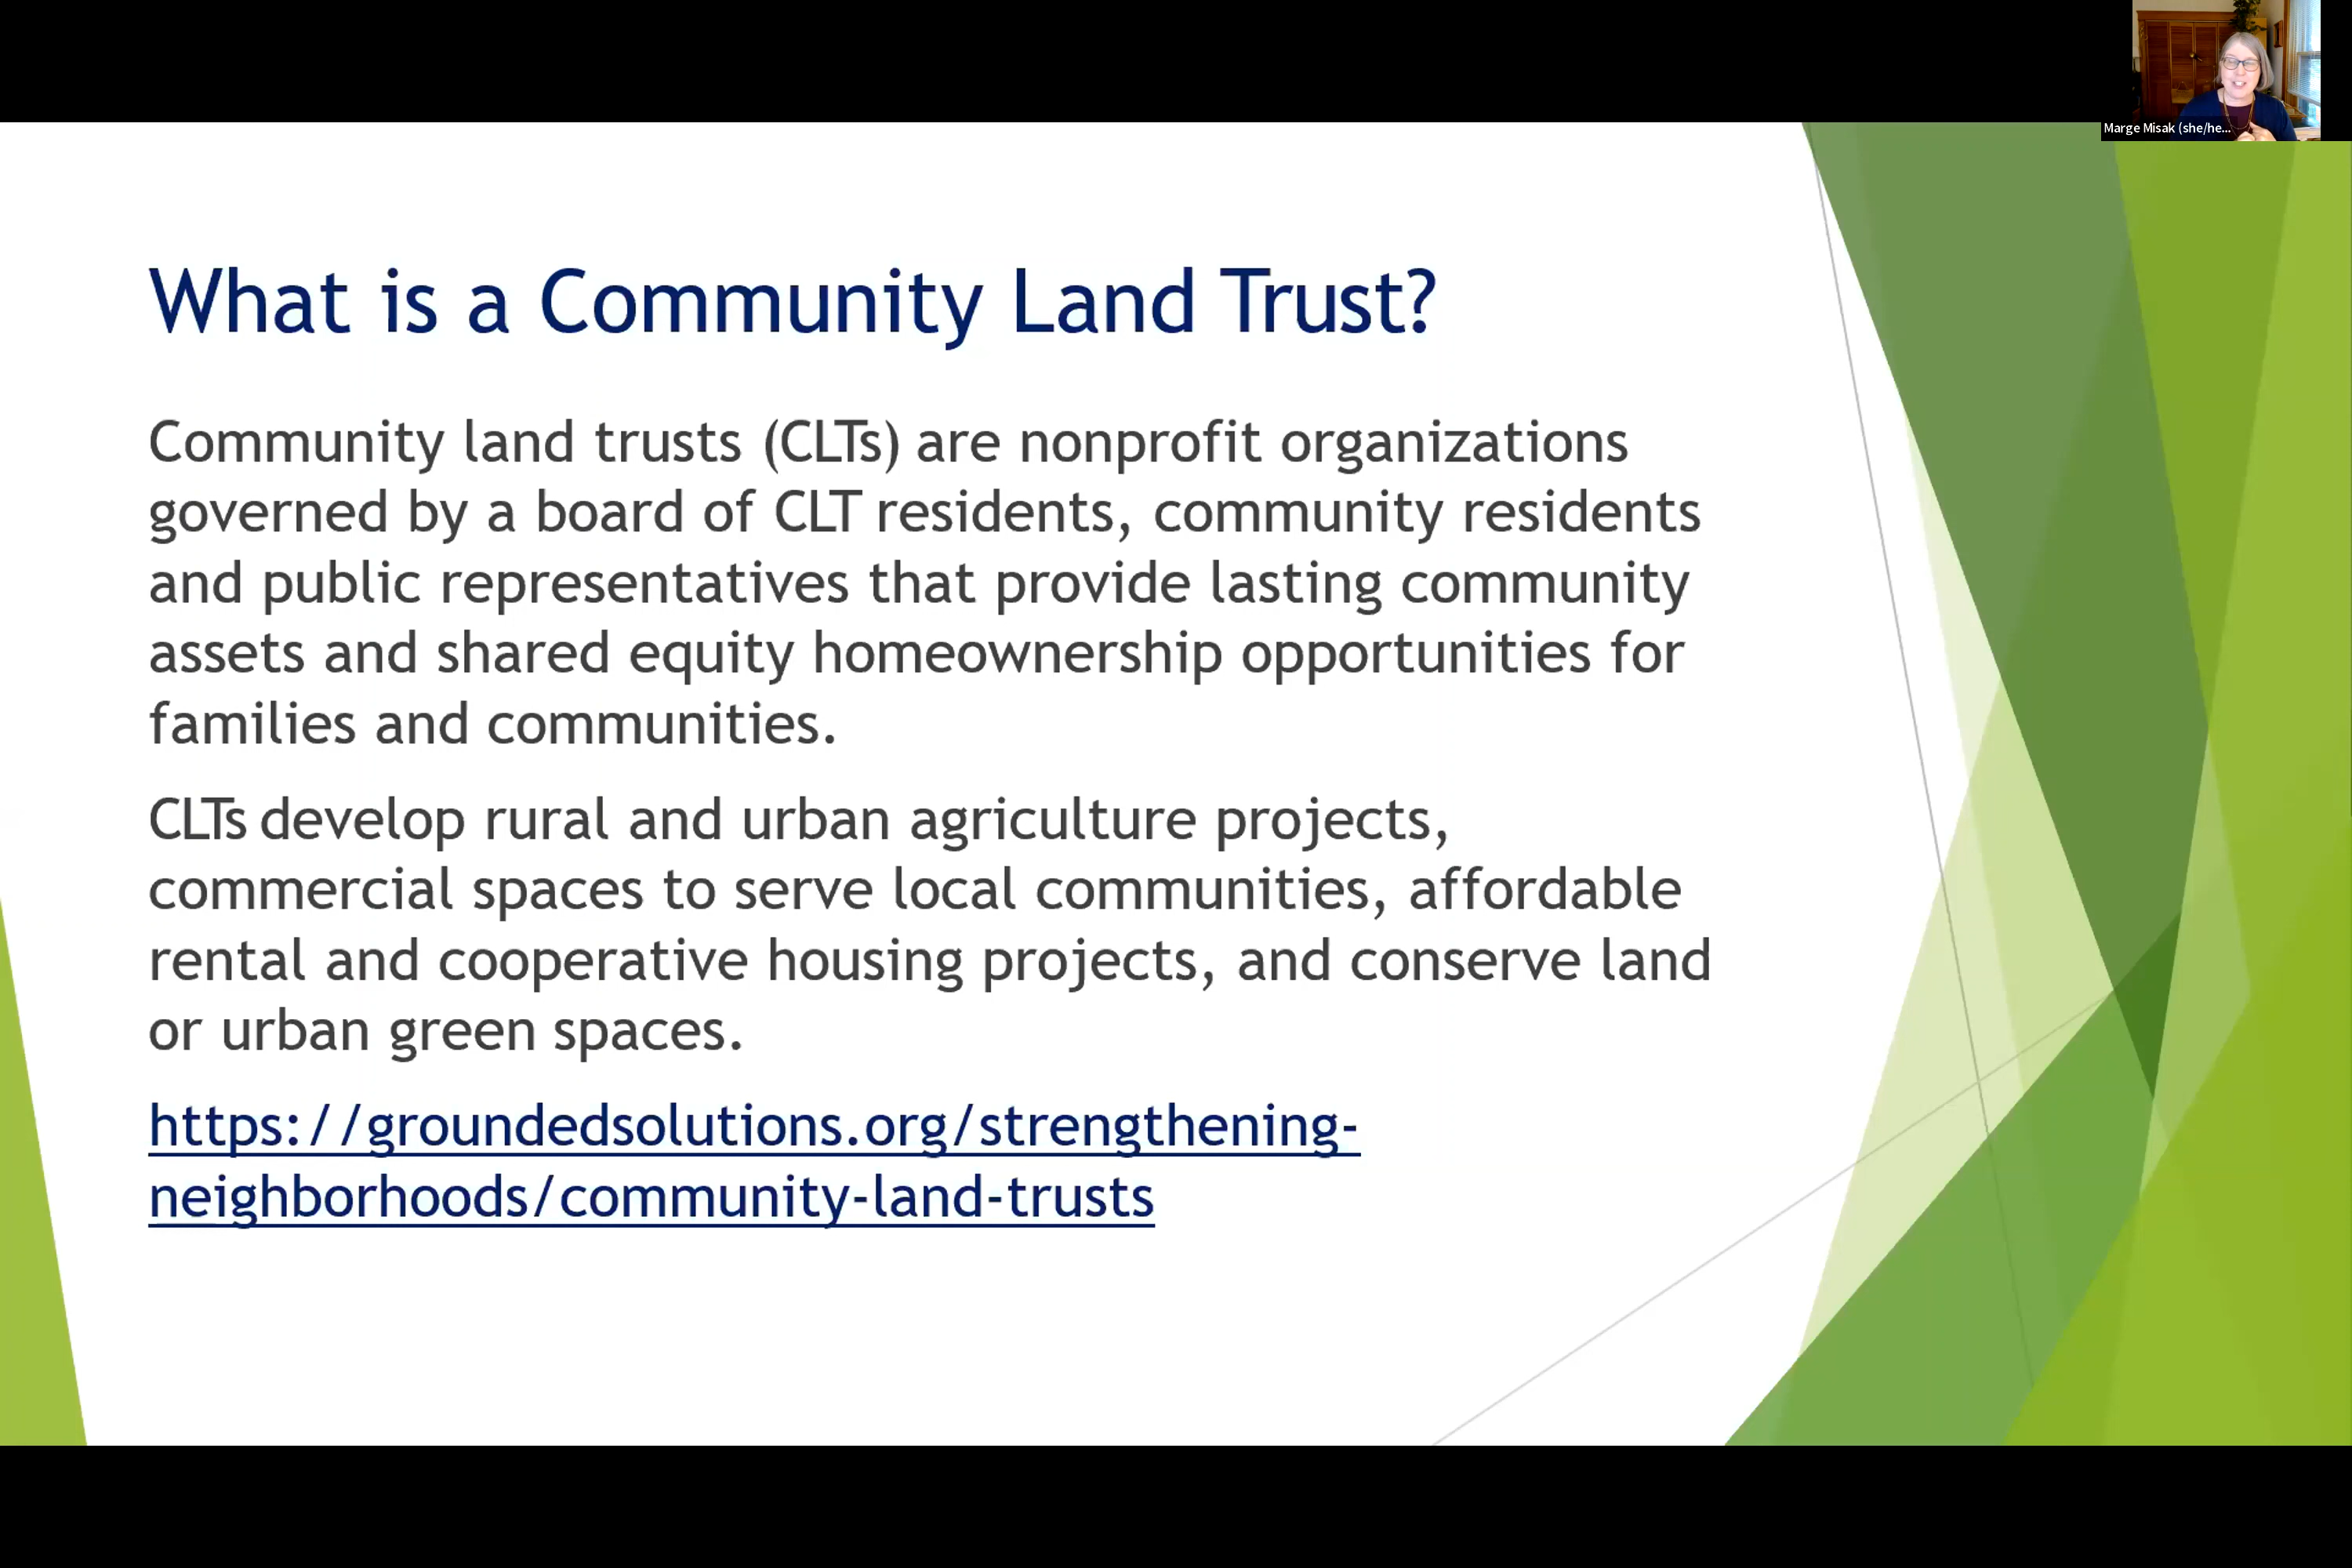 Marge Misak (she/he...
What is a Community Land Trust?
Community land trusts (CLTs) are nonprofit organizations
governed by a board of CLT residents, community residents
and public representatives that provide lasting community
assets and shared equity homeownership opportunities for
families and communities.
CLTs develop rural and urban agriculture projects,
commercial spaces to serve local communities, affordable
rental and cooperative housing projects, and conserve land
or urban green spaces.
https://groundedsolutions.org/strengthening-
neighborhoods/community-land-trusts